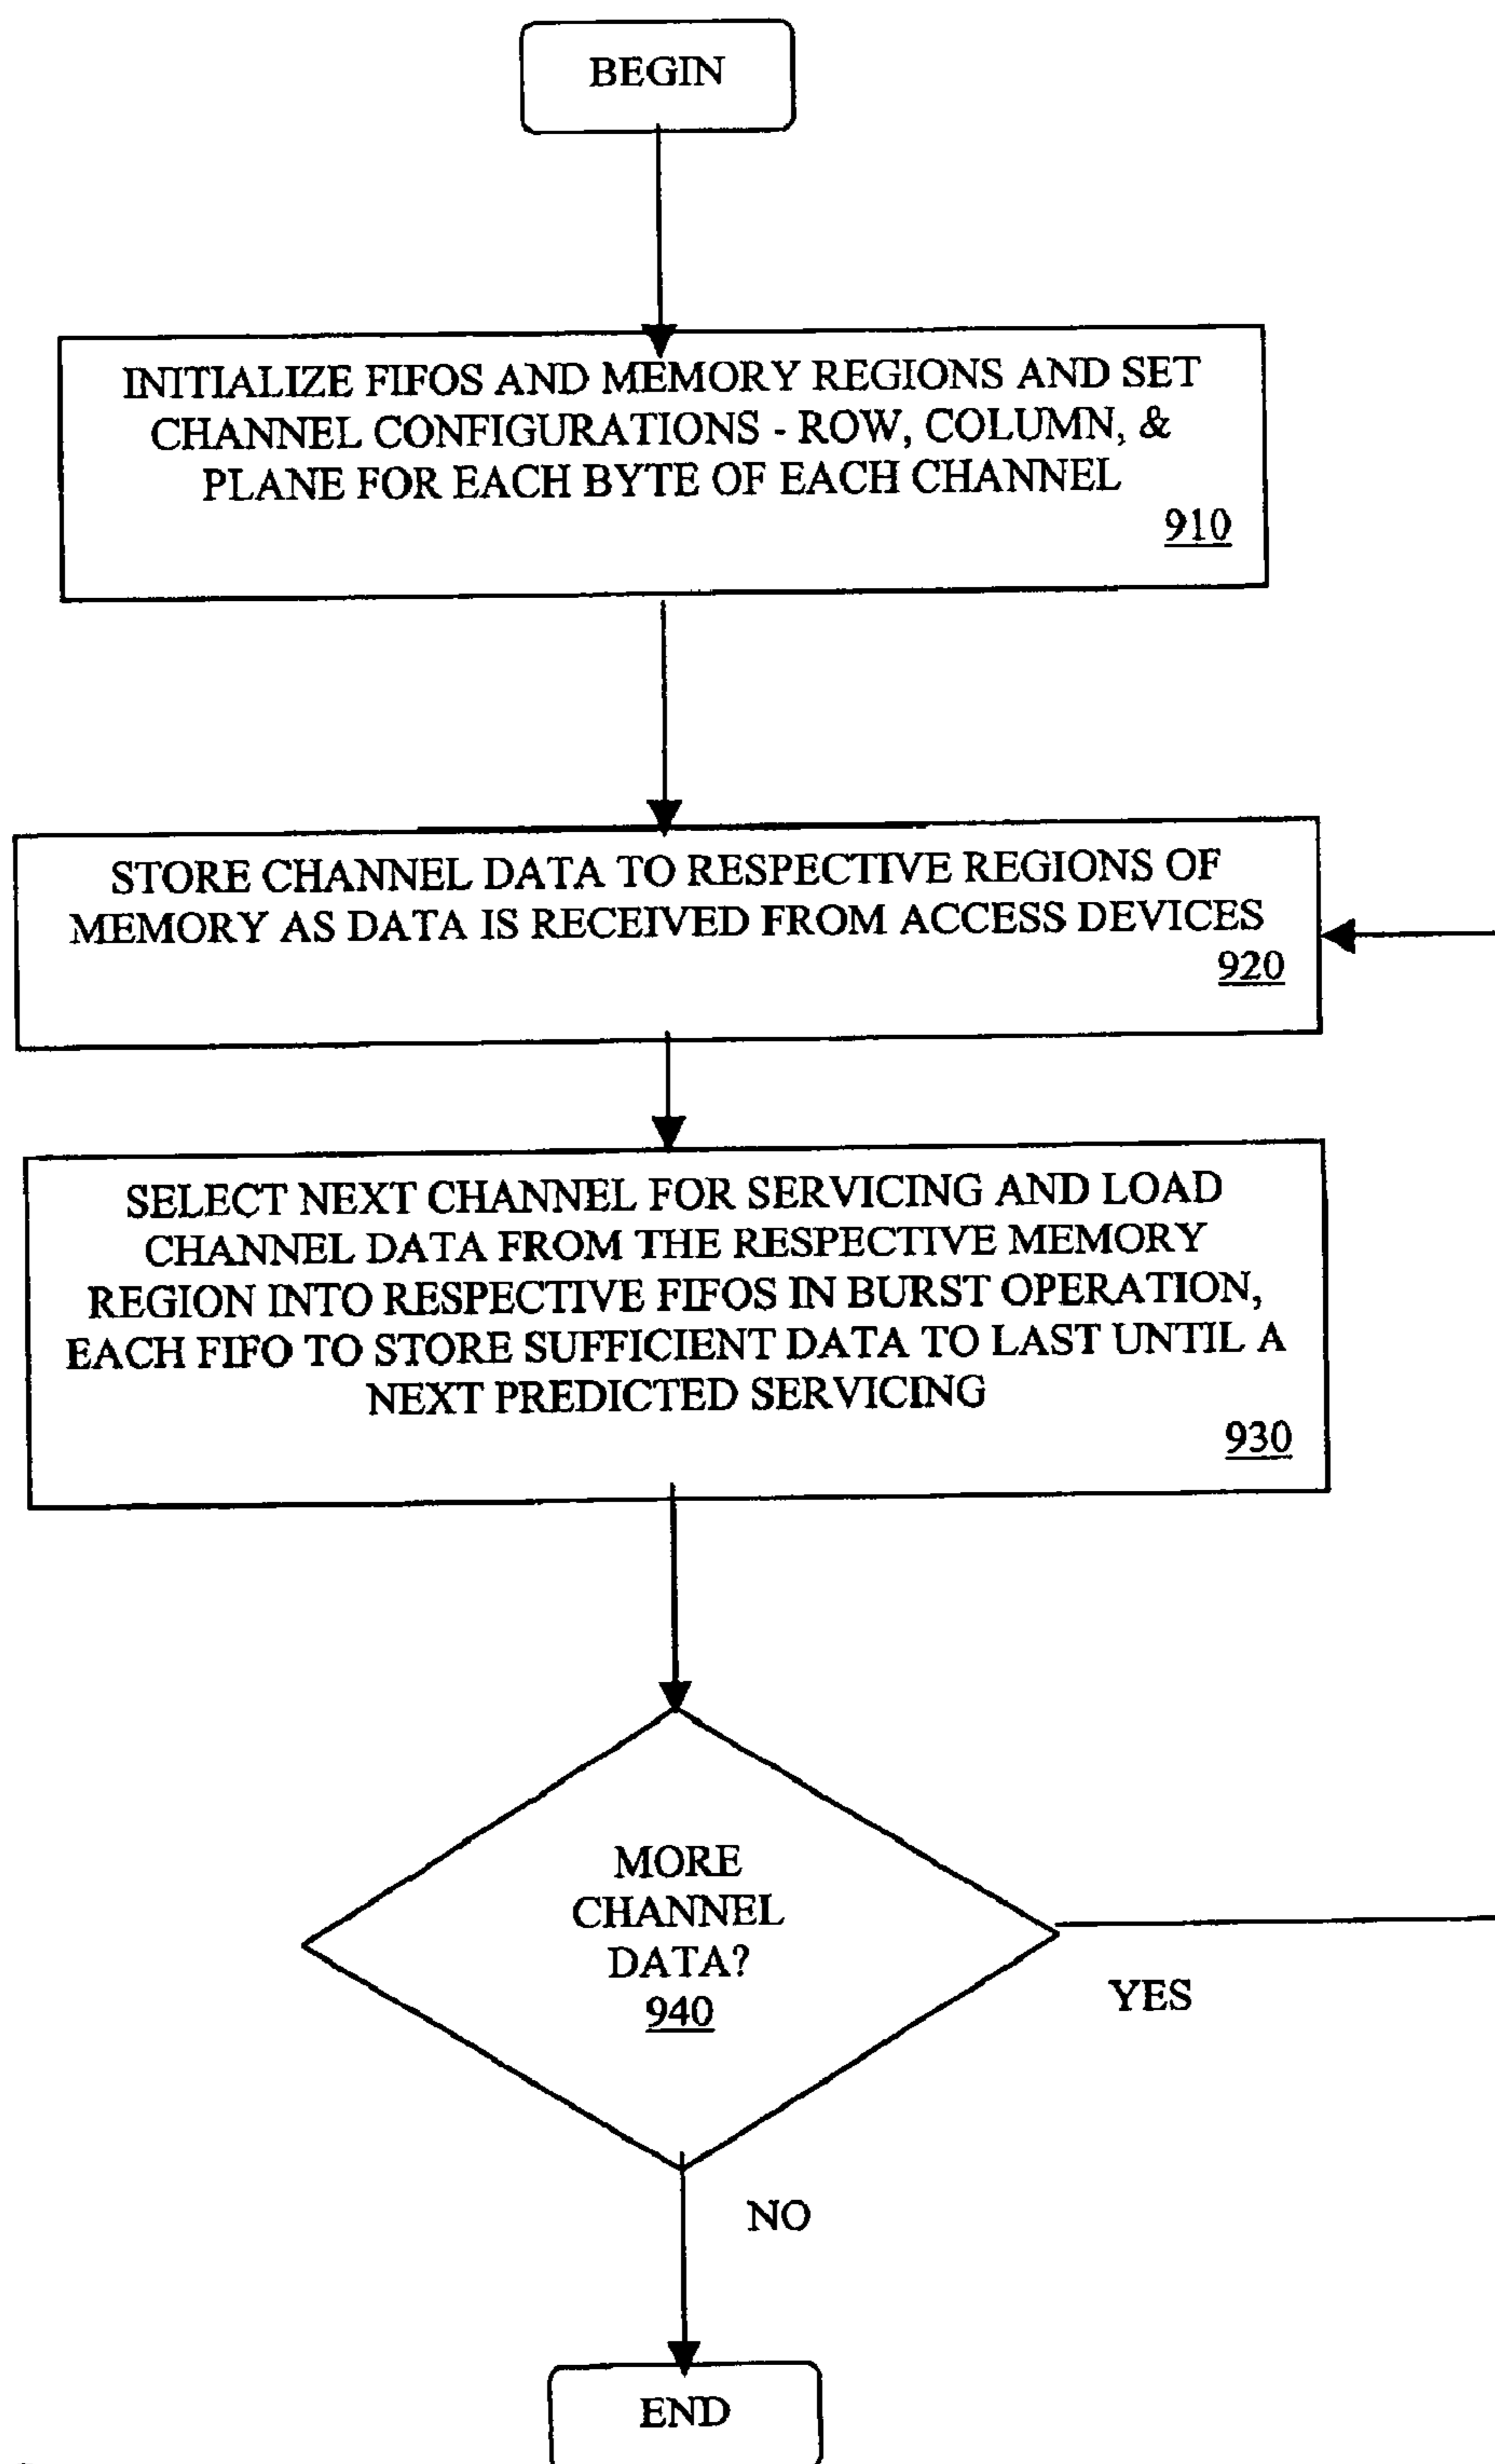 BEGIN
INITIALIZE FIFOS AND MEMORY REGIONS AND SET
CHANNEL CONFIGURATIONS - ROW, COLUMN, &
PLANE FOR EACH BYTE OF EACH CHANNEL
910
STORE CHANNEL DATA TO RESPECTIVE REGIONS OF
MEMORY AS DATA IS RECEIVED FROM ACCESS DEVICES
920
SELECT NEXT CHANNEL FOR SERVICING AND LOAD
CHANNEL DATA FROM THE RESPECTIVE MEMORY
REGION INTO RESPECTIVE FIFOS IN BURST OPERATION,
EACH FIFO TO STORE SUFFICIENT DATA TO LAST UNTIL A
NEXT PREDICTED SERVICING
930
MORE
CHANNEL
DATA?
940
YES
NO
END